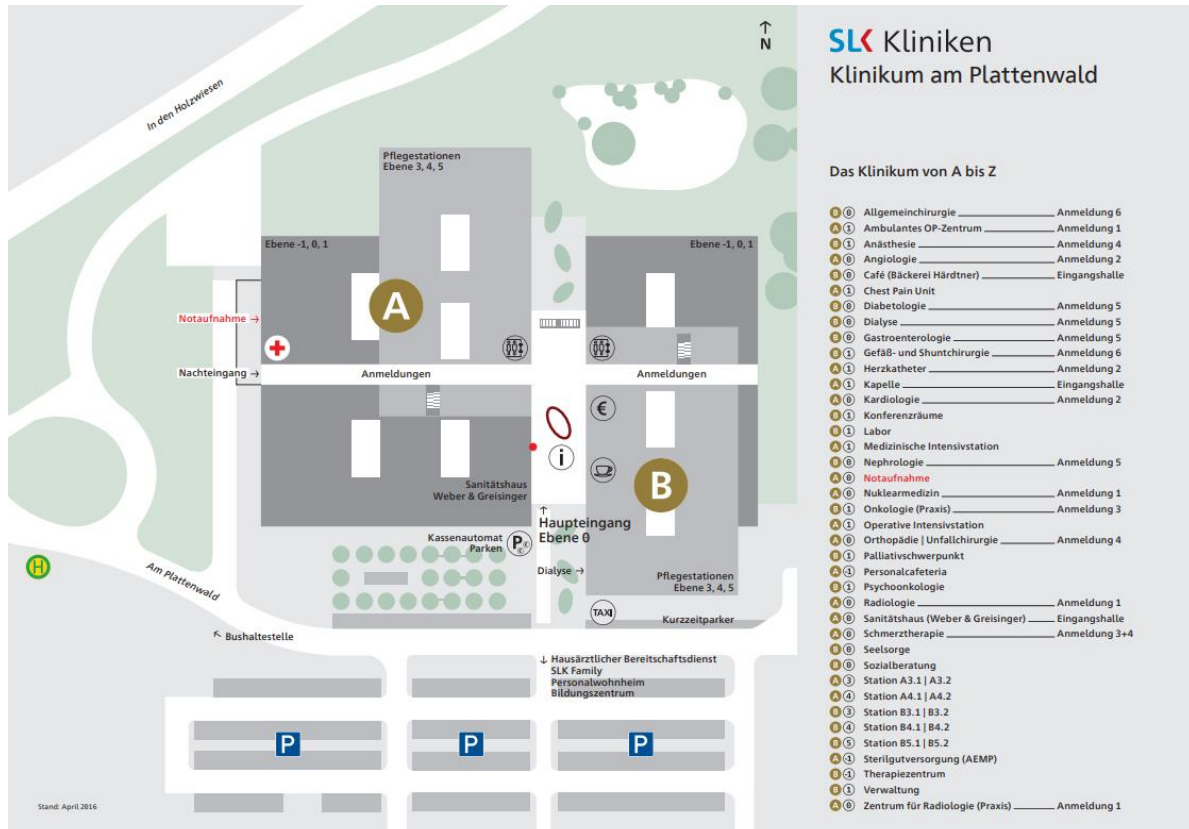 ↑
N
In den Holzwiesen
Pflegestationen
Ebene 3, 4, 5
Ebene -1, 0, 1
Ebene -1, 0, 1
A
Notaufnahme →
Nachteingang →
Anmeldungen
Anmeldungen
€
i
B
Sanitätshaus
Weber & Greisinger
↑
Haupteingang
Ebene 0
Kassenautomat
Parken
P
€
€
Dialyse →
H
Am Plattenwald
Pflegestationen
Ebene 3, 4, 5
TAXI
Kurzzeitparker
↖ Bushaltestelle
↓ Hausärztlicher Bereitschaftsdienst
SLK Family
Personalwohnheim
Bildungszentrum
P
P
P
Stand: April 2016
SLK Kliniken
Klinikum am Plattenwald
Das Klinikum von A bis Z
B 0 Allgemeinchirurgie Anmeldung 6
A 1 Ambulantes OP-Zentrum Anmeldung 1
B 1 Anästhesie Anmeldung 4
A 0 Angiologie Anmeldung 2
B 0 Café (Bäckerei Härdtner) Eingangshalle
A 1 Chest Pain Unit
B 0 Diabetologie Anmeldung 5
B 0 Dialyse Anmeldung 5
B 0 Gastroenterologie Anmeldung 5
B 1 Gefäß- und Shuntchirurgie Anmeldung 6
A 1 Herzkatheter Anmeldung 2
A 1 Kapelle Eingangshalle
A 0 Kardiologie Anmeldung 2
B 1 Konferenzräume
B 1 Labor
A 1 Medizinische Intensivstation
B 0 Nephrologie Anmeldung 5
A 0 Notaufnahme
A 0 Nuklearmedizin Anmeldung 1
B 1 Onkologie (Praxis) Anmeldung 3
A 1 Operative Intensivstation
A 0 Orthopädie | Unfallchirurgie Anmeldung 4
B 1 Palliativschwerpunkt
A -1 Personalcafeteria
B 1 Psychoonkologie
A 0 Radiologie Anmeldung 1
A 0 Sanitätshaus (Weber & Greisinger) Eingangshalle
A 0 Schmerztherapie Anmeldung 3+4
B 0 Seelsorge
B 0 Sozialberatung
A 3 Station A3.1 | A3.2
A 4 Station A4.1 | A4.2
B 3 Station B3.1 | B3.2
B 4 Station B4.1 | B4.2
B 5 Station B5.1 | B5.2
A -1 Sterilgutversorgung (AEMP)
B -1 Therapiezentrum
B 1 Verwaltung
A 0 Zentrum für Radiologie (Praxis) Anmeldung 1